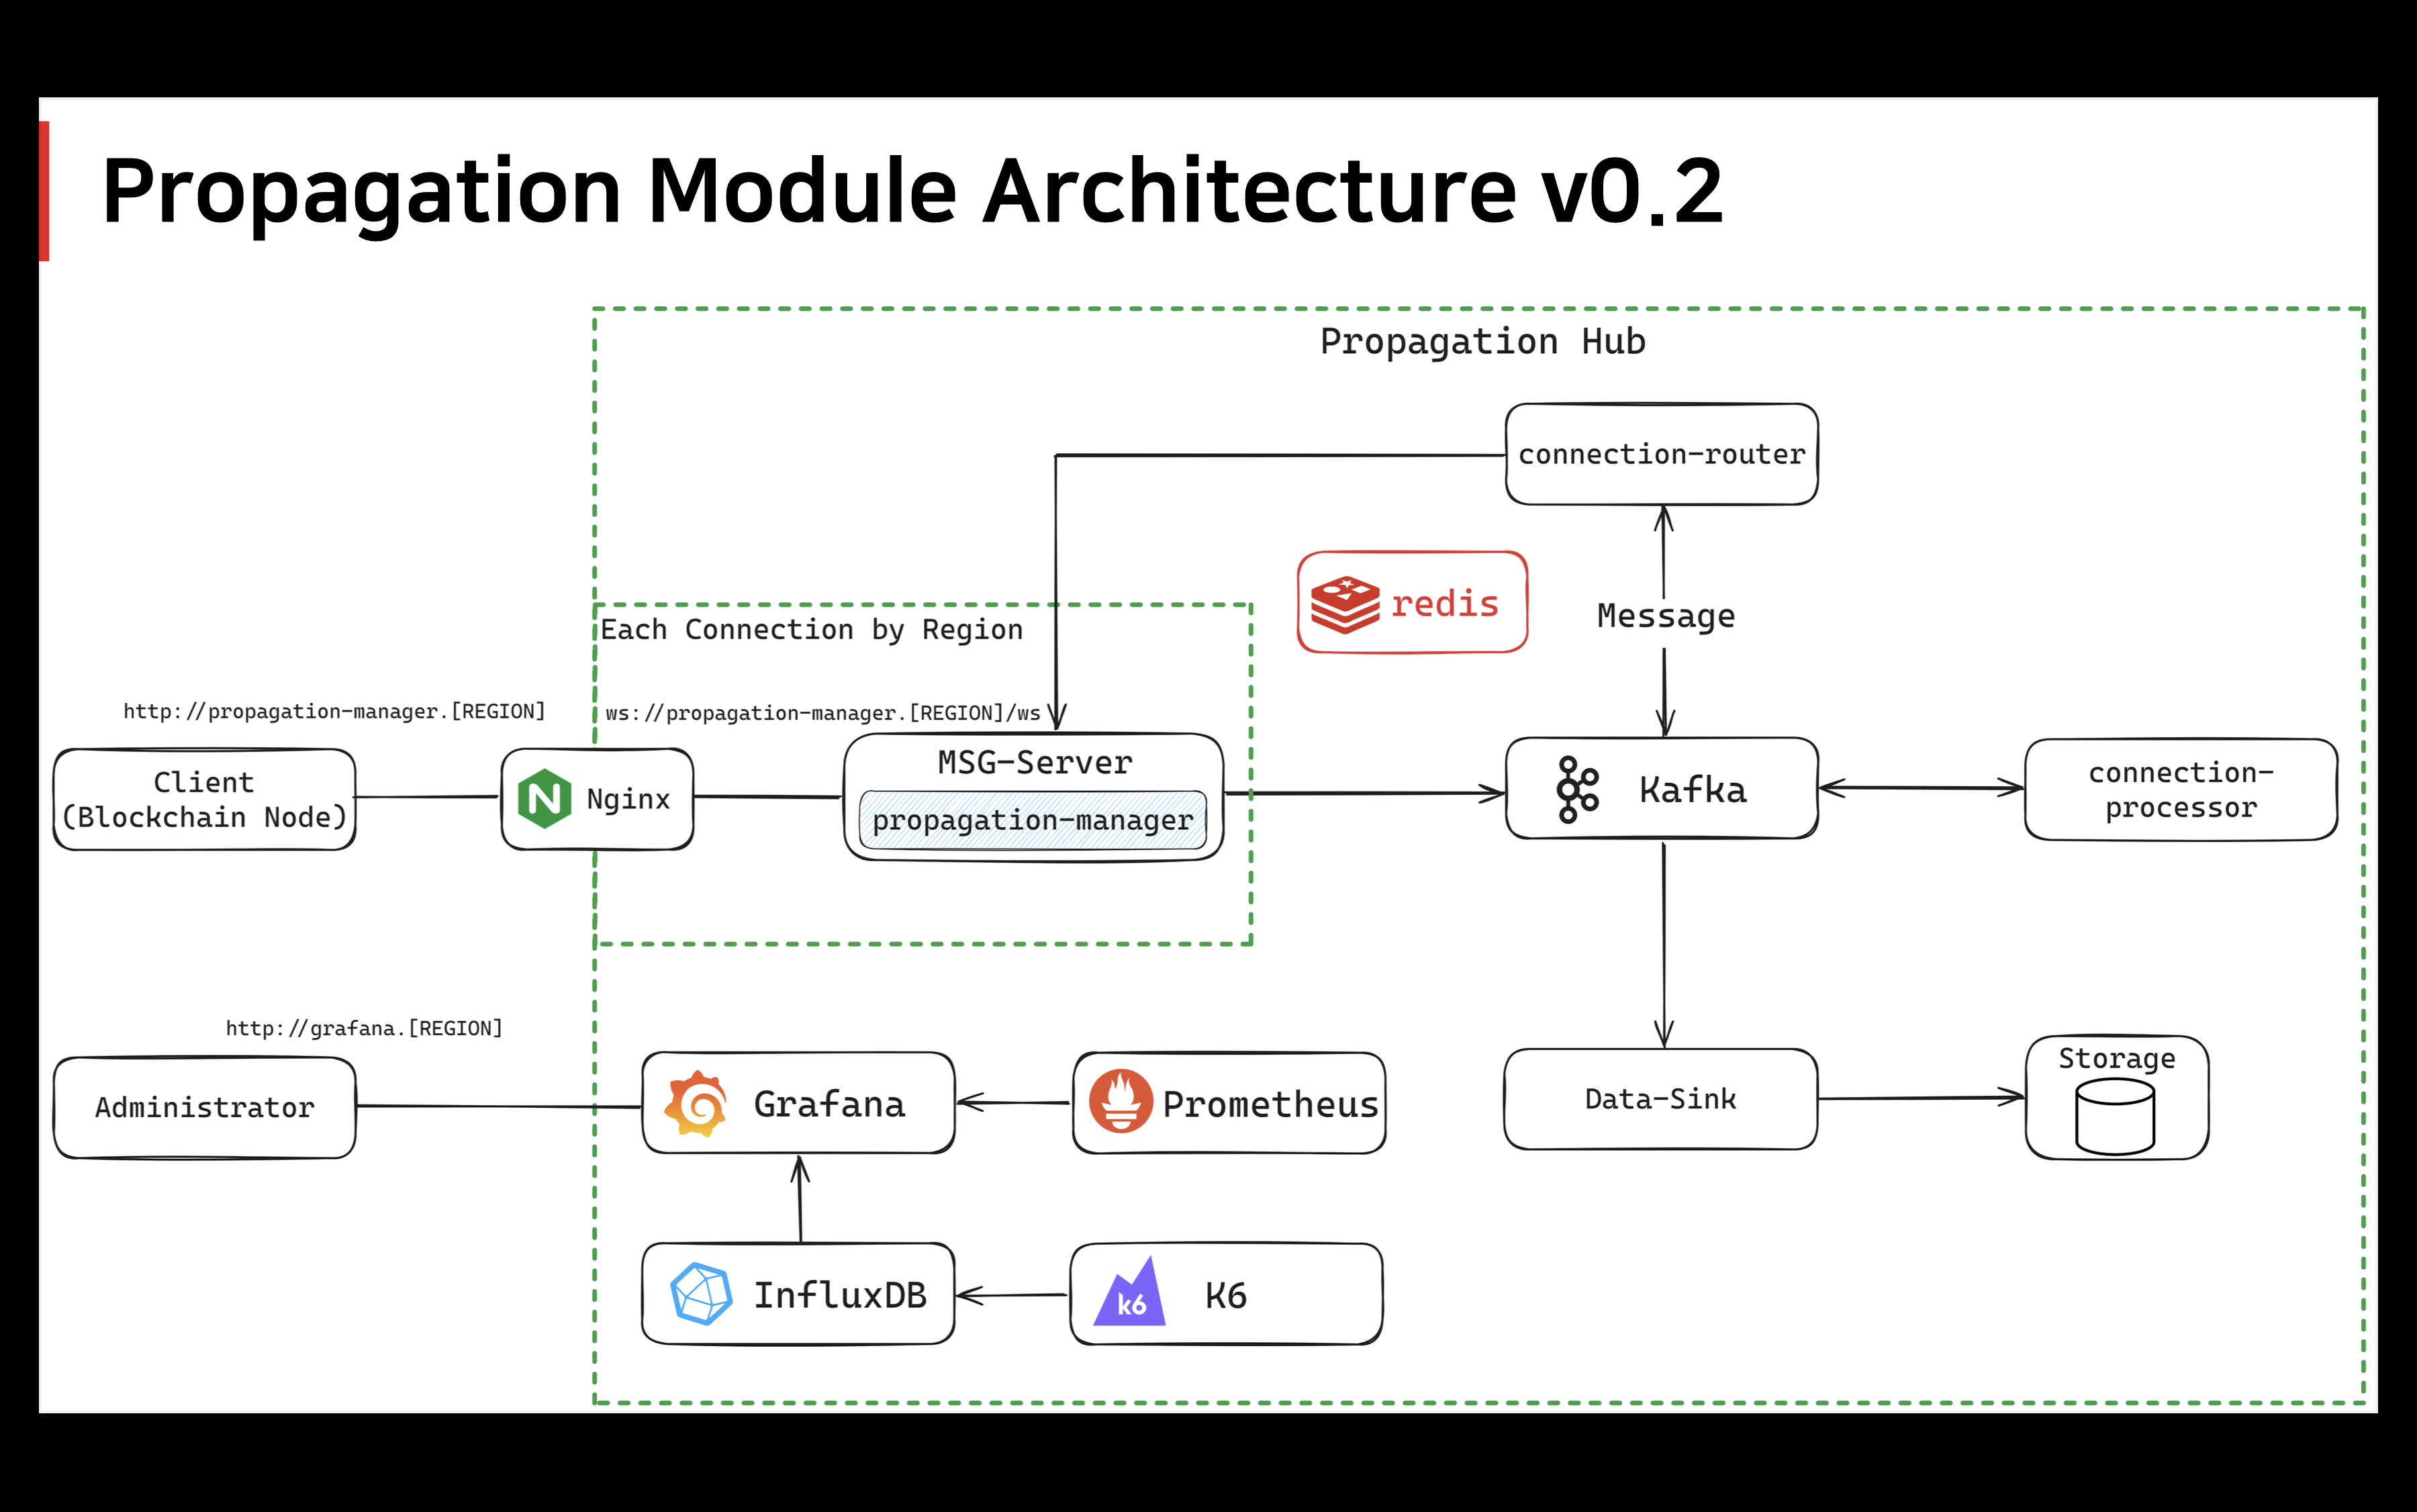 Propagation Module Architecture v0.2
Propagation Hub
connection-router
redis
Message
Each Connection by Region
http://propagation-manager.[REGION]
ws://propagation-manager.[REGION]/ws
Client
(Blockchain Node)
Nginx
MSG-Server
propagation-manager
Kafka
connection-
processor
http://grafana.[REGION]
Administrator
Grafana
Prometheus
Data-Sink
Storage
InfluxDB
k6
K6